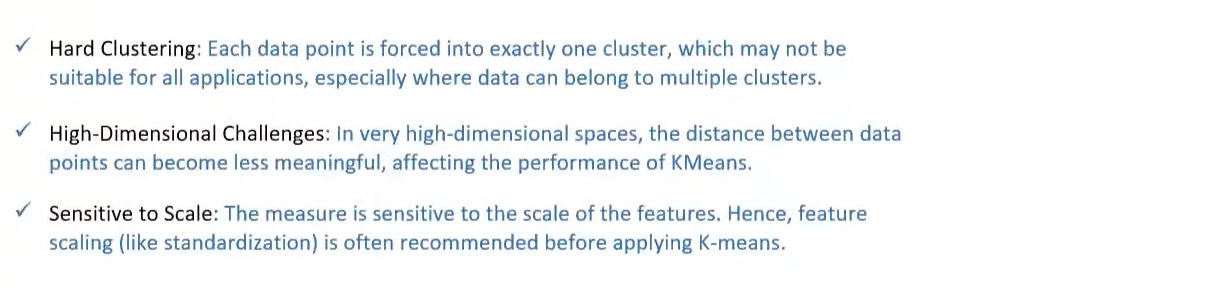 ✓ Hard Clustering: Each data point is forced into exactly one cluster, which may not be
suitable for all applications, especially where data can belong to multiple clusters.
✓ High-Dimensional Challenges: In very high-dimensional spaces, the distance between data
points can become less meaningful, affecting the performance of KMeans.
✓ Sensitive to Scale: The measure is sensitive to the scale of the features. Hence, feature
scaling (like standardization) is often recommended before applying K-means.